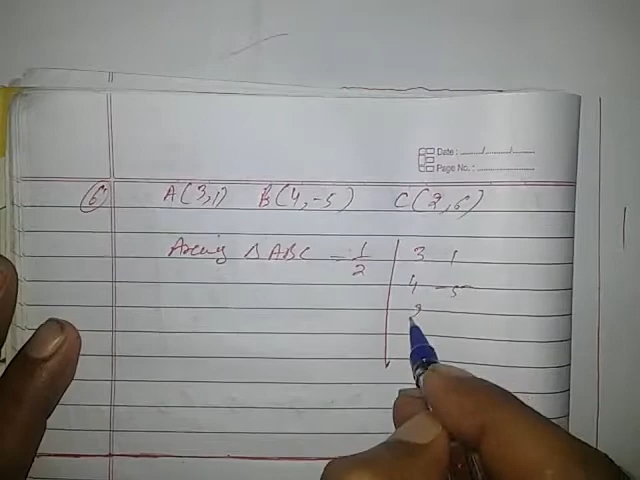 Date : ....../....../......
Page No. : ..................
6 A(3,1) B(4,-5) C(2,6)
Area of Δ ABC = 1/2 | 3 1
4 -5
2